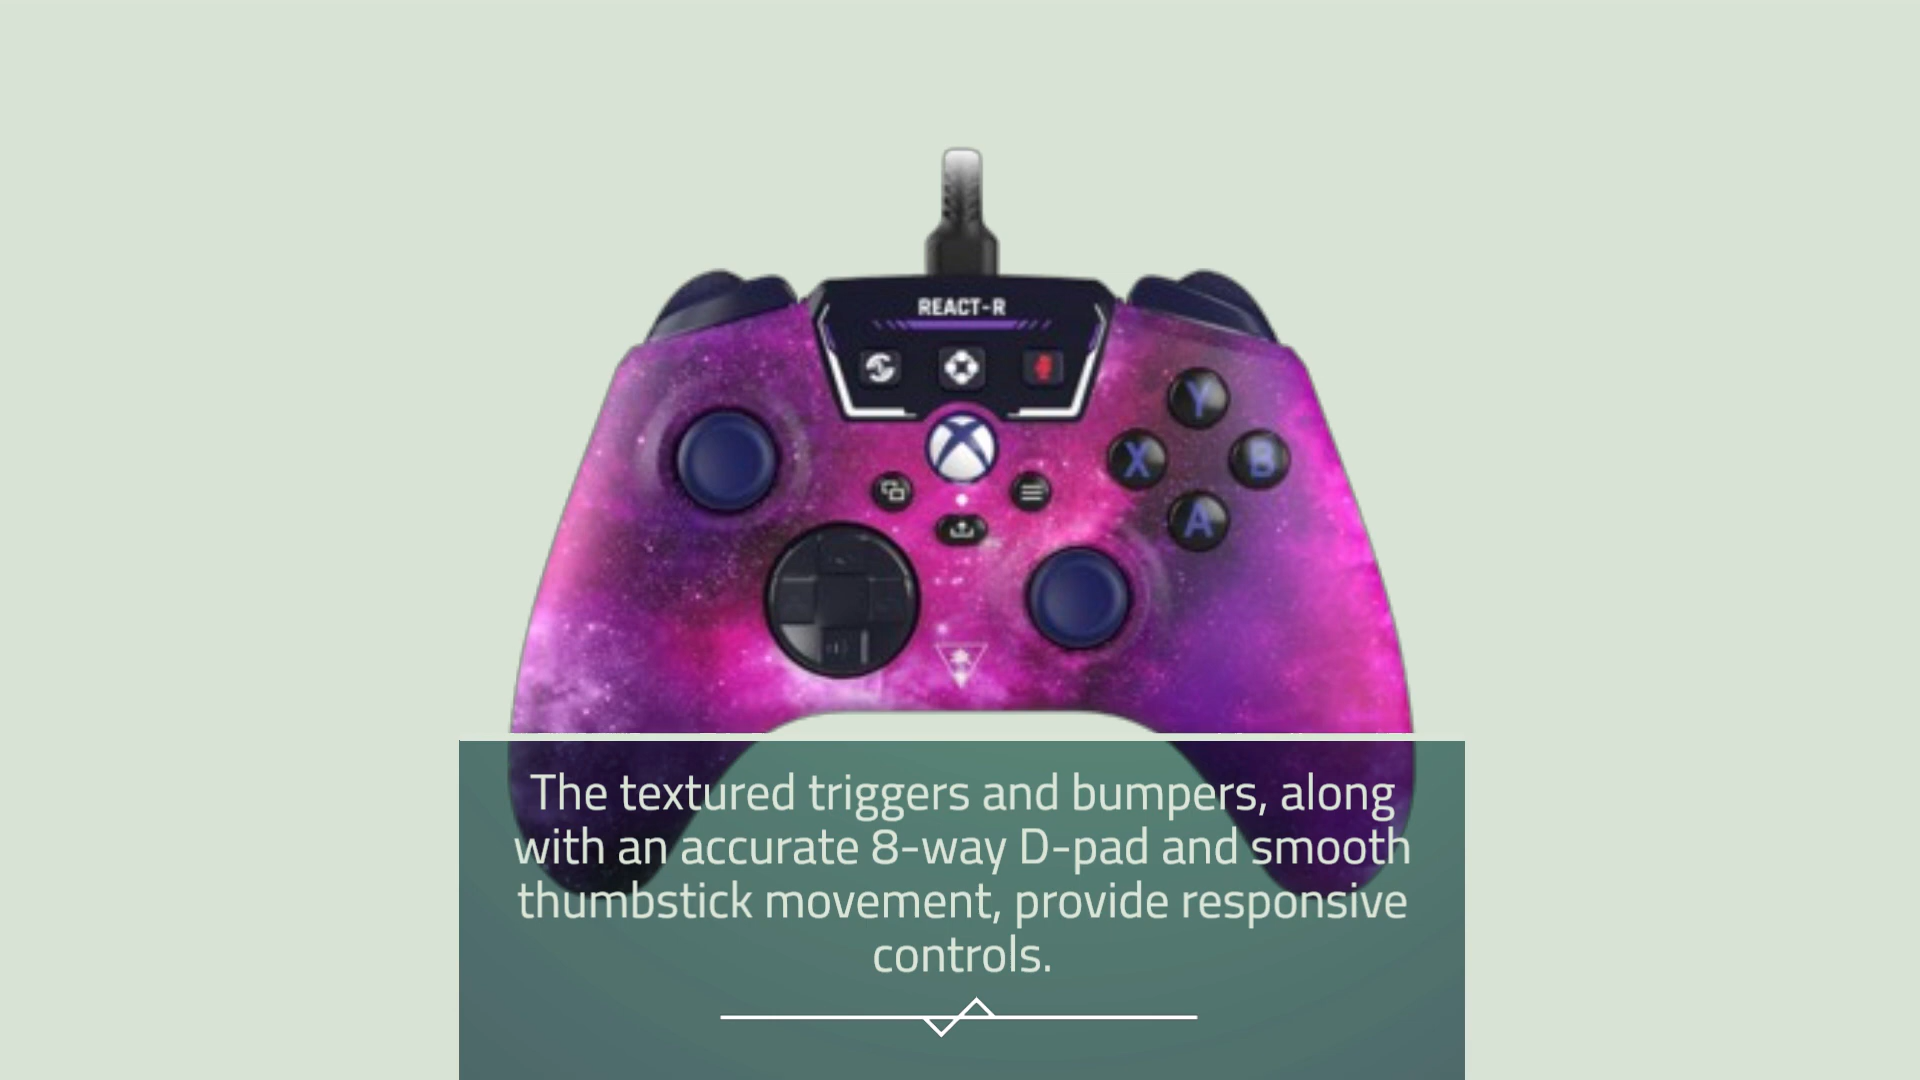 REACT-R
Y
X B
A
The textured triggers and bumpers, along
with an accurate 8-way D-pad and smooth
thumbstick movement, provide responsive
controls.